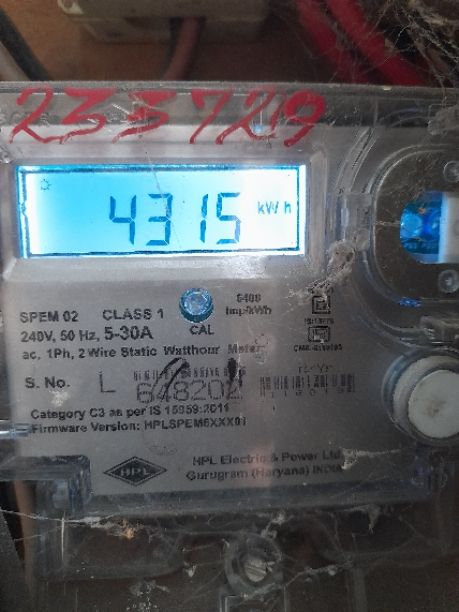 233729
4315 kWh
SPEM 02 CLASS 1
6400
imp/kWh
240V, 50 Hz, 5-30A
CAL
ac, 1Ph, 2 Wire Static Watthour Meter
S. No. L 648202
Category C3 as per IS 15959:2011
Firmware Version:
HPL
HPL Electric & Power Ltd.
Gurugram (Haryana) INDIA